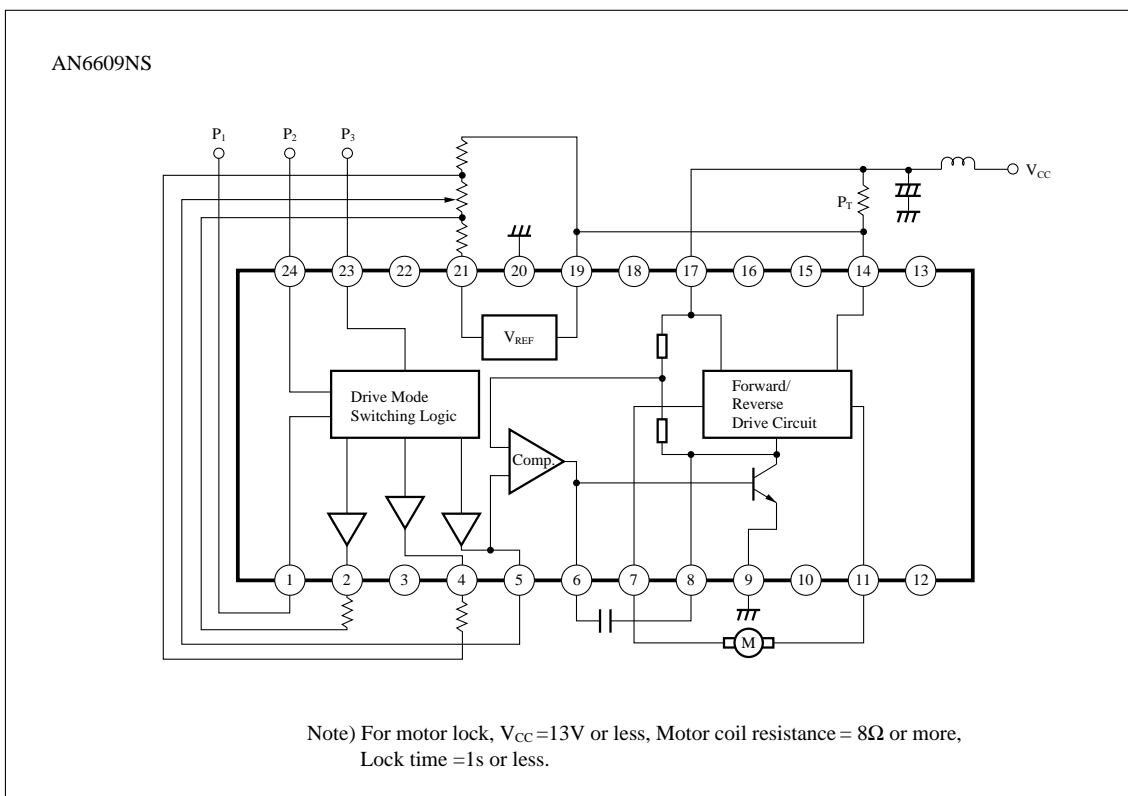 AN6609NS
P1 P2 P3
VCC
PT
24 23 22 21 20 19 18 17 16 15 14 13
VREF
Drive Mode
Switching Logic
Forward/
Reverse
Drive Circuit
Comp.
1 2 3 4 5 6 7 8 9 10 11 12
M
Note) For motor lock, VCC =13V or less, Motor coil resistance = 8Ω or more,
Lock time =1s or less.